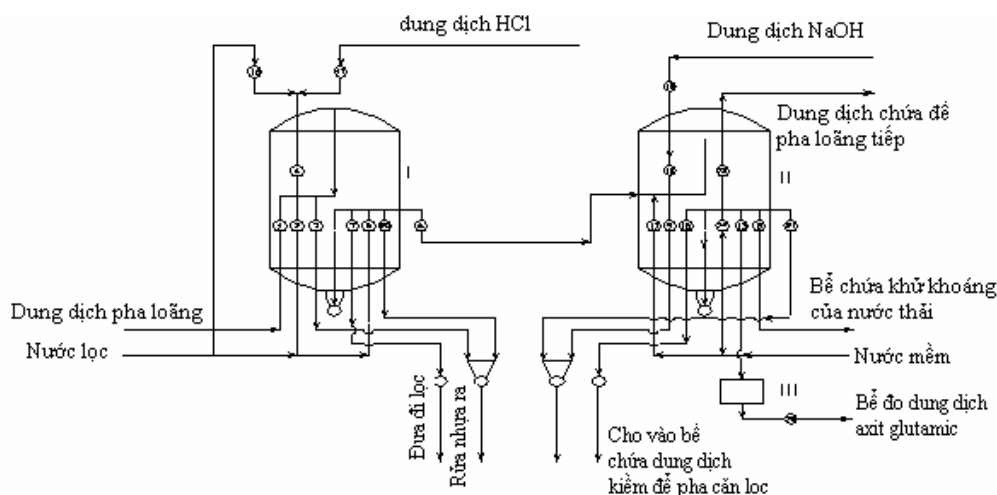 dung dịch HCl
Dung dịch NaOH
Dung dịch chứa để
pha loãng tiếp
I
II
Dung dịch pha loãng
Nước lọc
Bể chứa khử khoáng
của nước thải
Nước mềm
III
Bể đo dung dịch
axit glutamic
Đưa đi lọc
Rửa nhựa ra
Cho vào bể
chứa dung dịch
kiềm để pha căn lọc